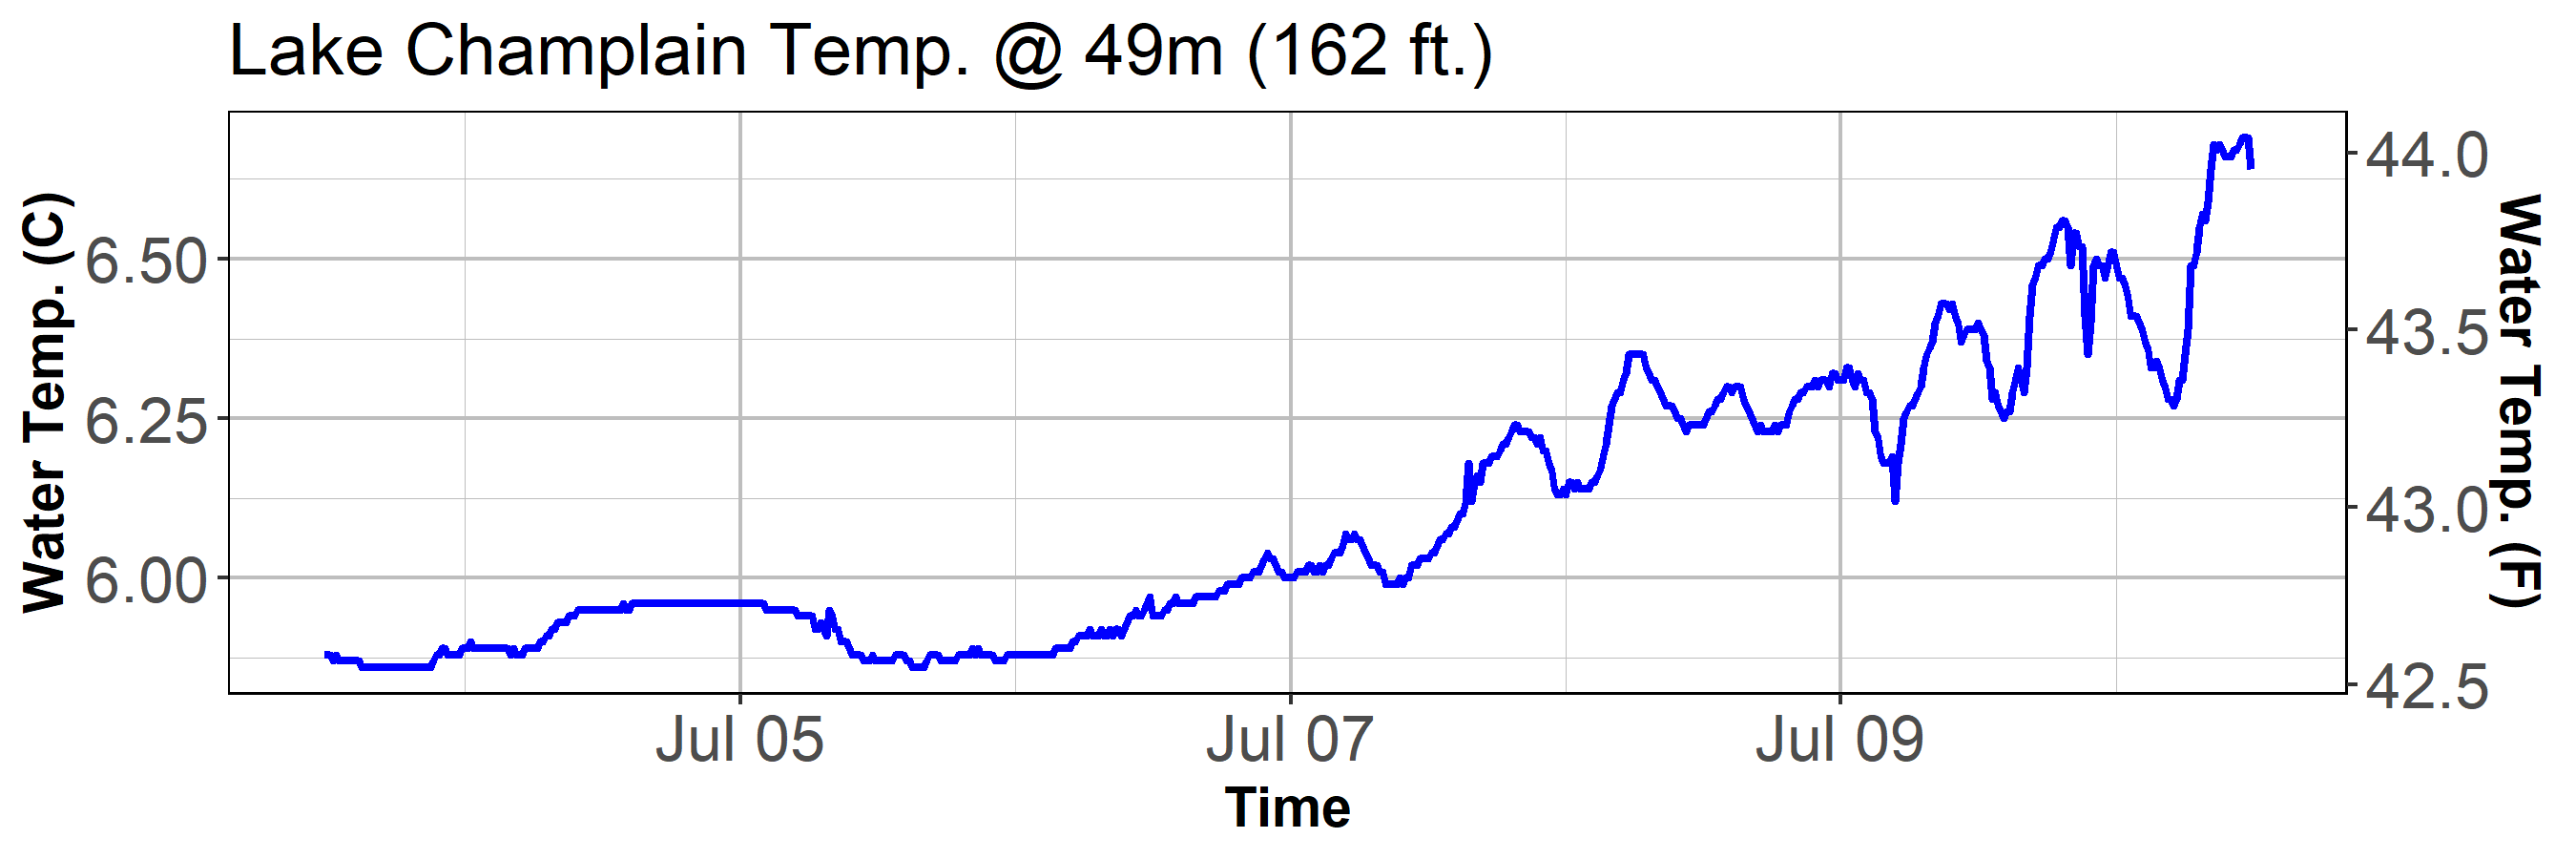 Lake Champlain Temp. @ 49m (162 ft.)
Water Temp. (C)
6.50
6.25
6.00
44.0
43.5
43.0
42.5
Water Temp. (F)
Jul 05 Jul 07 Jul 09
Time